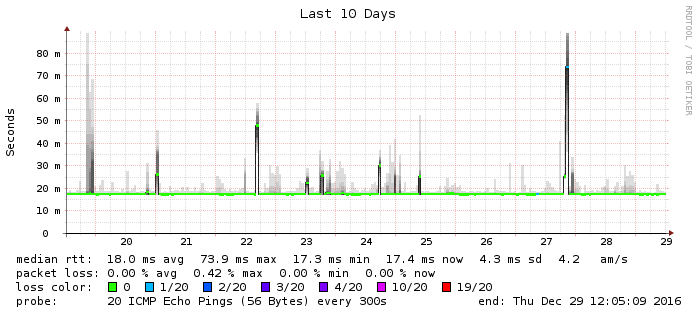 Last 10 Days
RRDTOOL / TOBI OETIKER
Seconds
80 m
70 m
60 m
50 m
40 m
30 m
20 m
10 m
0
20 21 22 23 24 25 26 27 28 29
median rtt: 18.0 ms avg 73.9 ms max 17.3 ms min 17.4 ms now 4.3 ms sd 4.2 am/s
packet loss: 0.00 % avg 0.42 % max 0.00 % min 0.00 % now
loss color: 0 1/20 2/20 3/20 4/20 10/20 19/20
probe: 20 ICMP Echo Pings (56 Bytes) every 300s end: Thu Dec 29 12:05:09 2016